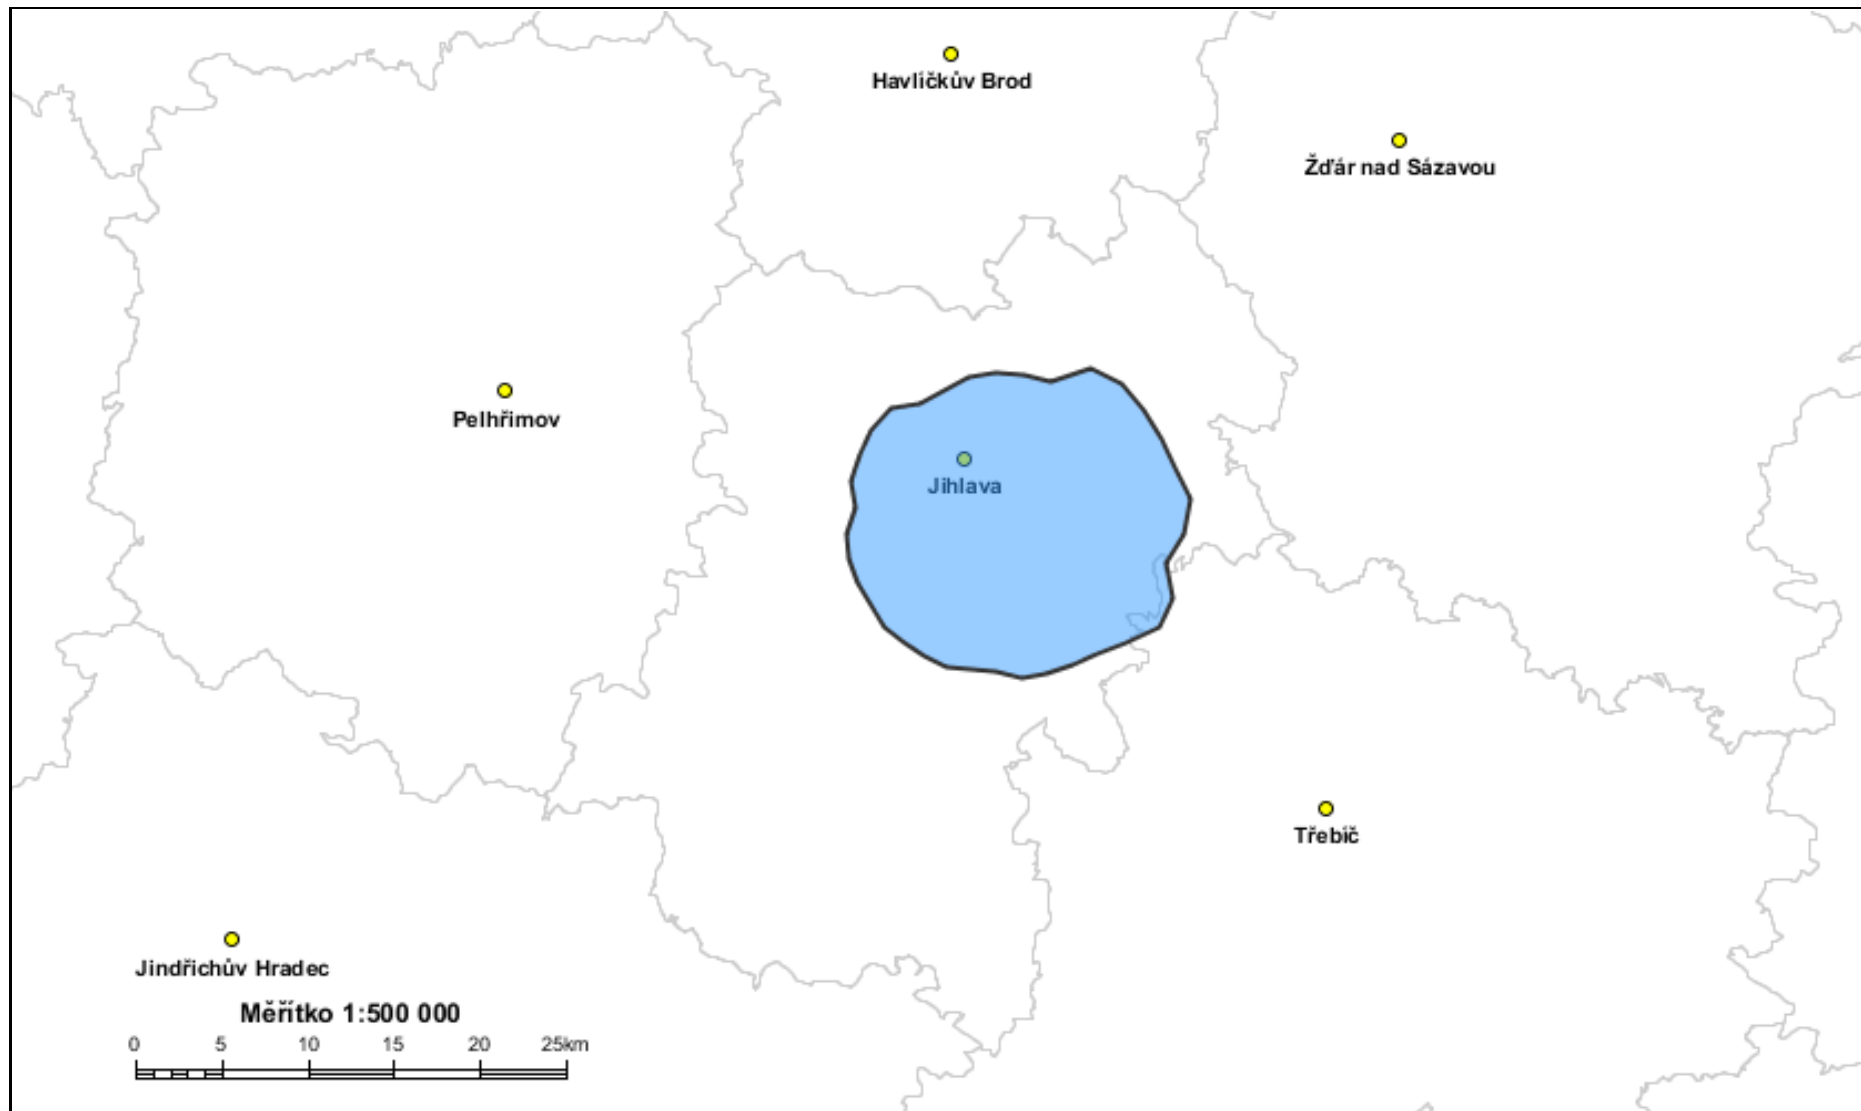 Havlíčkův Brod
Žďár nad Sázavou
Pelhřimov
Jihlava
Třebíč
Jindřichův Hradec
Měřítko 1:500 000
0 5 10 15 20 25km